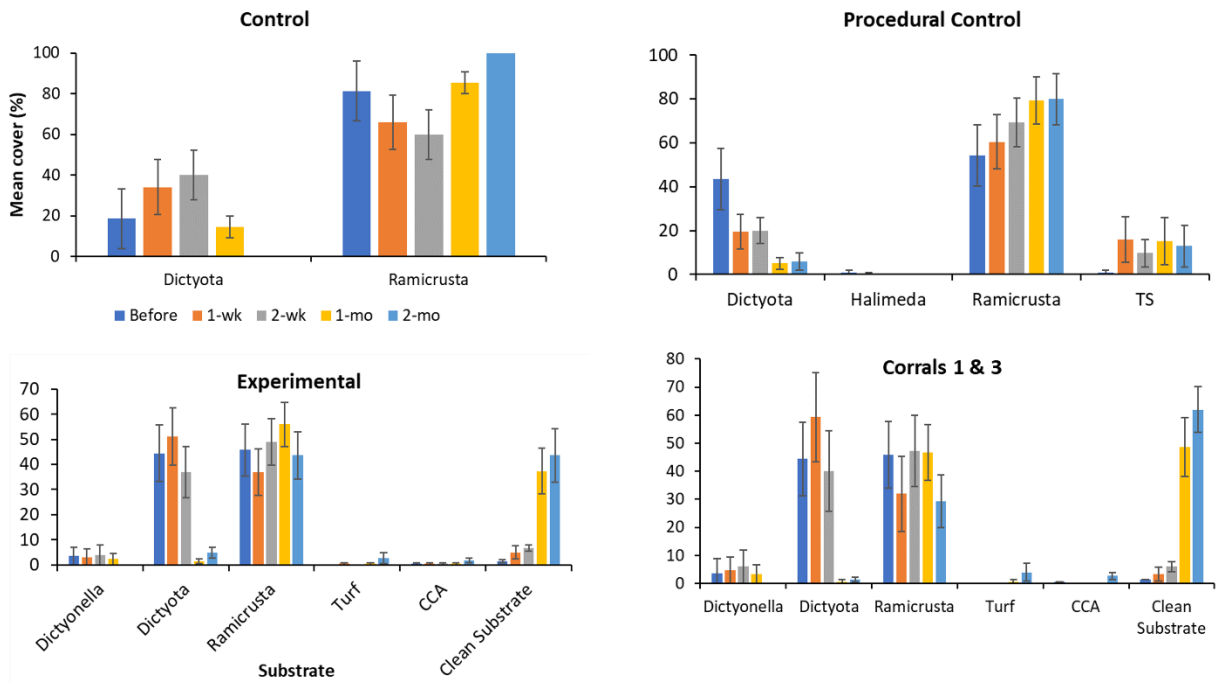 Control
Mean cover (%)
100
80
60
40
20
0
Dictyota Ramicrusta
Before 1-wk 2-wk 1-mo 2-mo
Procedural Control
100
80
60
40
20
0
Dictyota Halimeda Ramicrusta TS
Experimental
70
60
50
40
30
20
10
0
Dictyonella Dictyota Ramicrusta Turf CCA Clean Substrate
Substrate
Corrals 1 & 3
80
70
60
50
40
30
20
10
0
Dictyonella Dictyota Ramicrusta Turf CCA Clean
Substrate